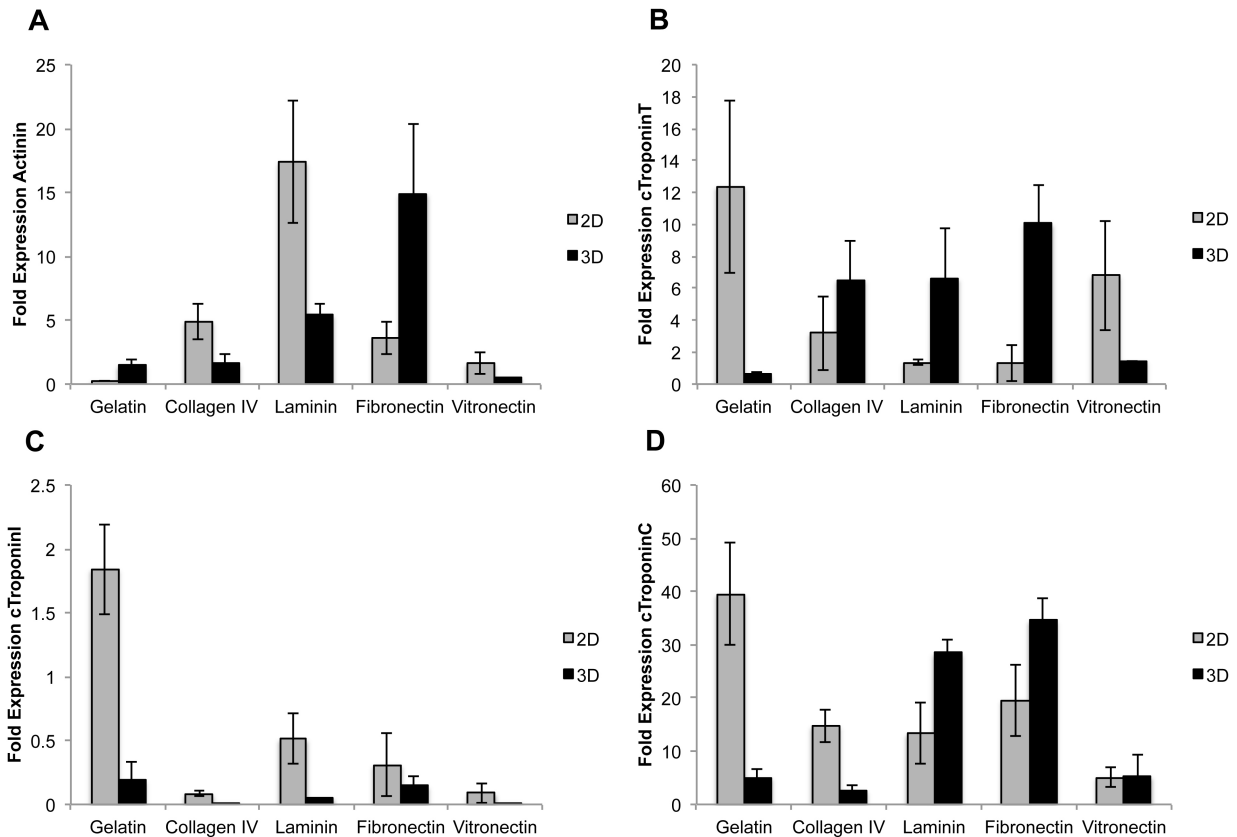 A
Fold Expression Actinin
25
20
15
10
5
0
Gelatin Collagen IV Laminin Fibronectin Vitronectin
2D
3D
B
Fold Expression cTroponinT
20
18
16
14
12
10
8
6
4
2
0
Gelatin Collagen IV Laminin Fibronectin Vitronectin
2D
3D
C
Fold Expression cTroponinI
2.5
2
1.5
1
0.5
0
Gelatin Collagen IV Laminin Fibronectin Vitronectin
2D
3D
D
Fold Expression cTroponinC
60
50
40
30
20
10
0
Gelatin Collagen IV Laminin Fibronectin Vitronectin
2D
3D